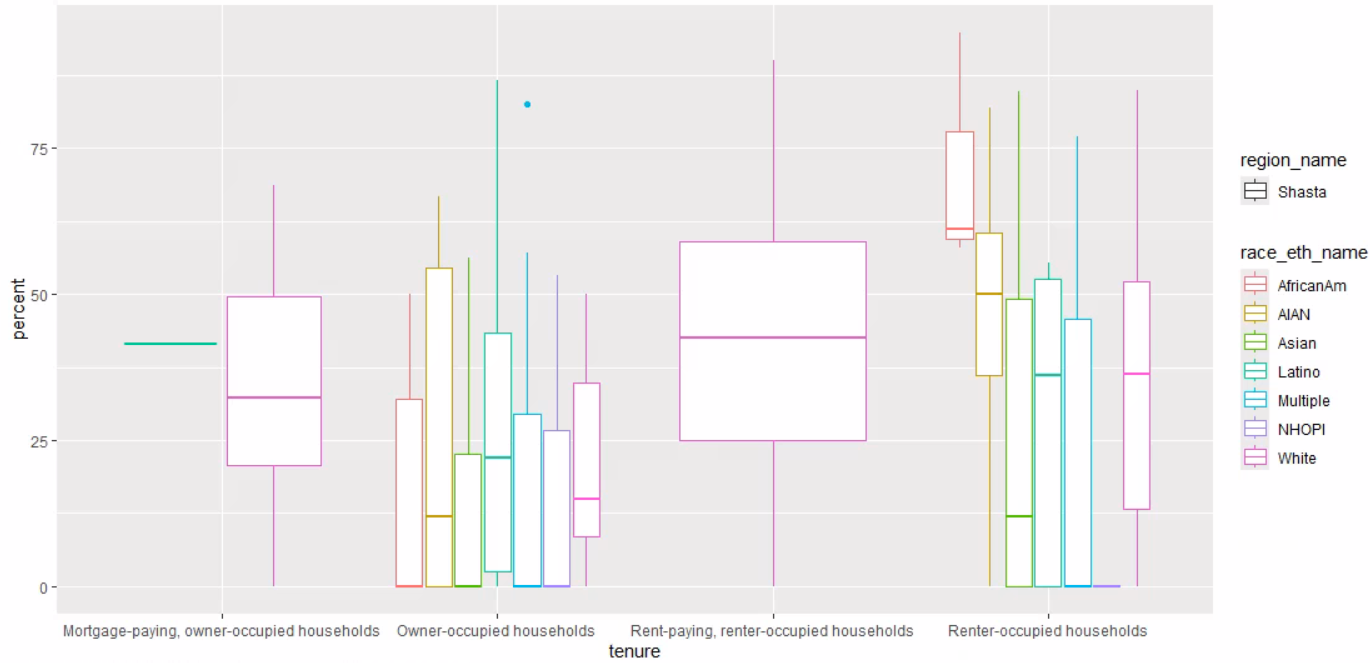 percent
75
50
25
0
Mortgage-paying, owner-occupied households
Owner-occupied households
Rent-paying, renter-occupied households
Renter-occupied households
tenure
region_name
Shasta
race_eth_name
AfricanAm
AIAN
Asian
Latino
Multiple
NHOPI
White